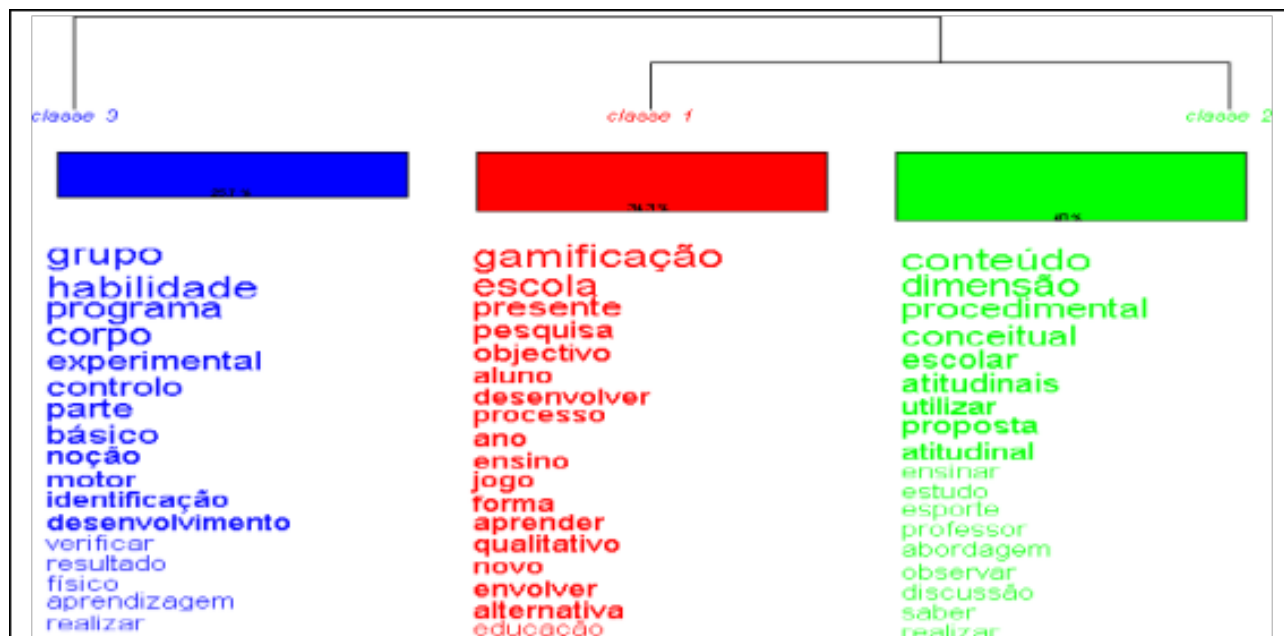 classe 3
classe 1
classe 2
34.3 %
40 %
grupo
habilidade
programa
corpo
experimental
controlo
parte
básico
noção
motor
identificação
desenvolvimento
verificar
resultado
físico
aprendizagem
realizar
gamificação
escola
presente
pesquisa
objectivo
aluno
desenvolver
processo
ano
ensino
jogo
forma
aprender
qualitativo
novo
envolver
alternativa
educação
conteúdo
dimensão
procedimental
conceitual
escolar
atitudinais
utilizar
proposta
atitudinal
ensinar
estudo
esporte
professor
abordagem
observar
discussão
saber
realizar